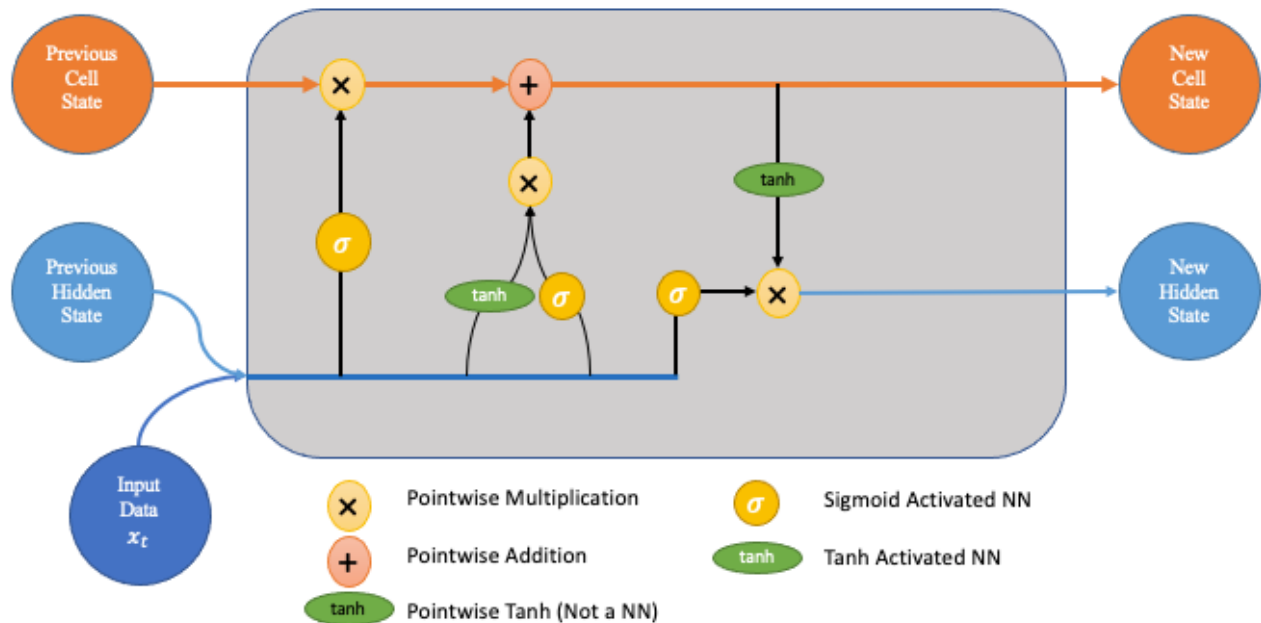 Previous
Cell
State
×
+
New
Cell
State
×
tanh
σ
Previous
Hidden
State
tanh
σ
σ
×
New
Hidden
State
Input
Data
xₜ
×
Pointwise Multiplication
σ
Sigmoid Activated NN
+
Pointwise Addition
tanh
Tanh Activated NN
tanh
Pointwise Tanh (Not a NN)